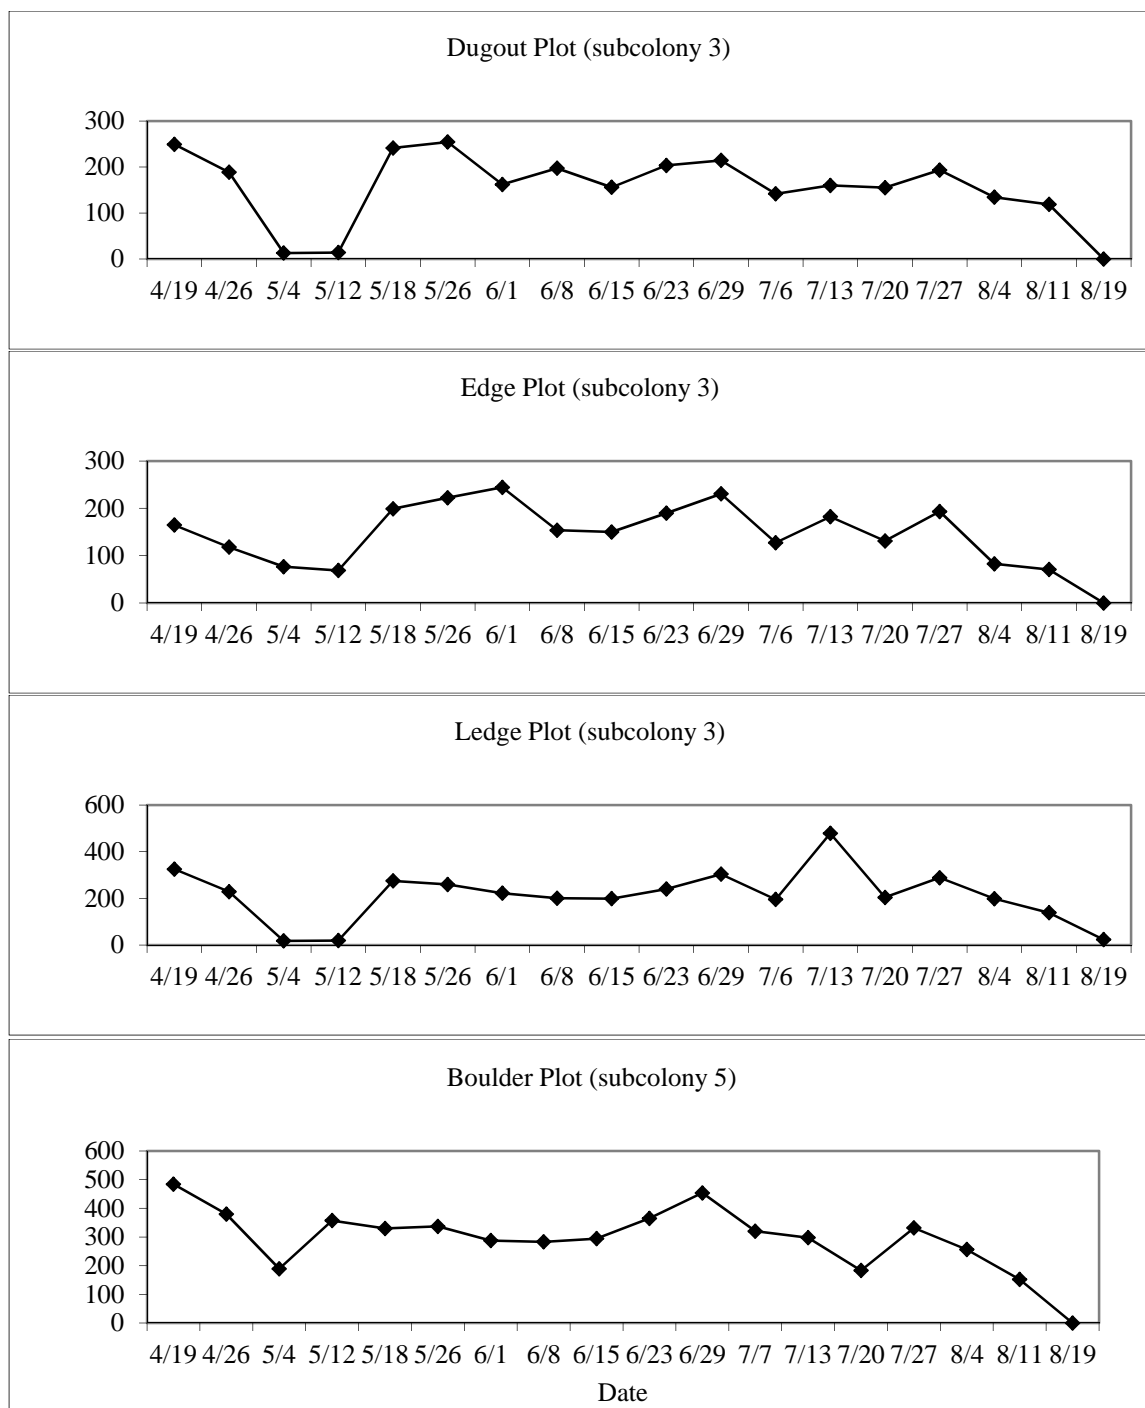 Dugout Plot (subcolony 3)
300
200
100
0
4/19 4/26 5/4 5/12 5/18 5/26 6/1 6/8 6/15 6/23 6/29 7/6 7/13 7/20 7/27 8/4 8/11 8/19
Edge Plot (subcolony 3)
300
200
100
0
4/19 4/26 5/4 5/12 5/18 5/26 6/1 6/8 6/15 6/23 6/29 7/6 7/13 7/20 7/27 8/4 8/11 8/19
Ledge Plot (subcolony 3)
600
400
200
0
4/19 4/26 5/4 5/12 5/18 5/26 6/1 6/8 6/15 6/23 6/29 7/6 7/13 7/20 7/27 8/4 8/11 8/19
Boulder Plot (subcolony 5)
600
500
400
300
200
100
0
4/19 4/26 5/4 5/12 5/18 5/26 6/1 6/8 6/15 6/23 6/29 7/7 7/13 7/20 7/27 8/4 8/11 8/19
Date